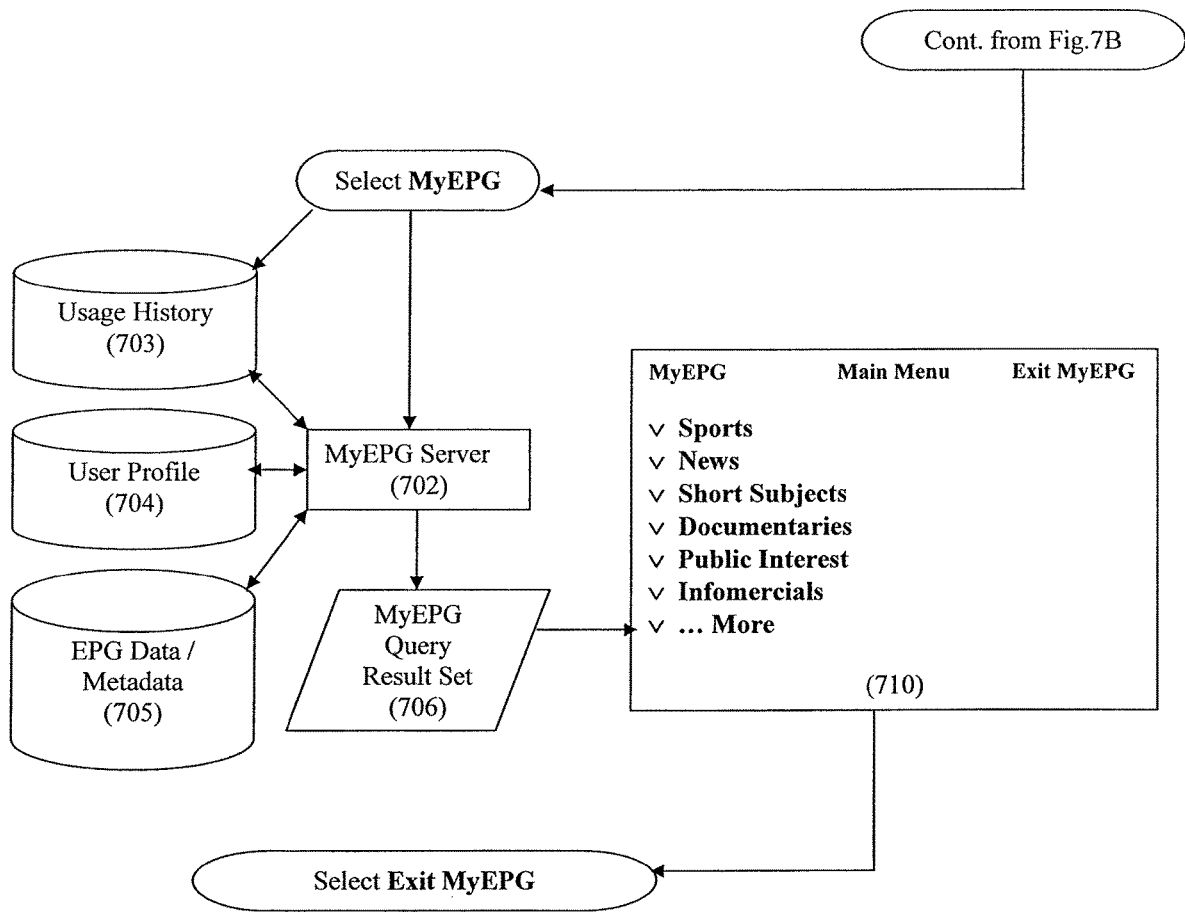 Cont. from Fig.7B
Select MyEPG
Usage History
(703)
User Profile
(704)
EPG Data /
Metadata
(705)
MyEPG Server
(702)
MyEPG
Query
Result Set
(706)
MyEPG Main Menu Exit MyEPG
v Sports
v News
v Short Subjects
v Documentaries
v Public Interest
v Infomercials
v ... More
(710)
Select Exit MyEPG